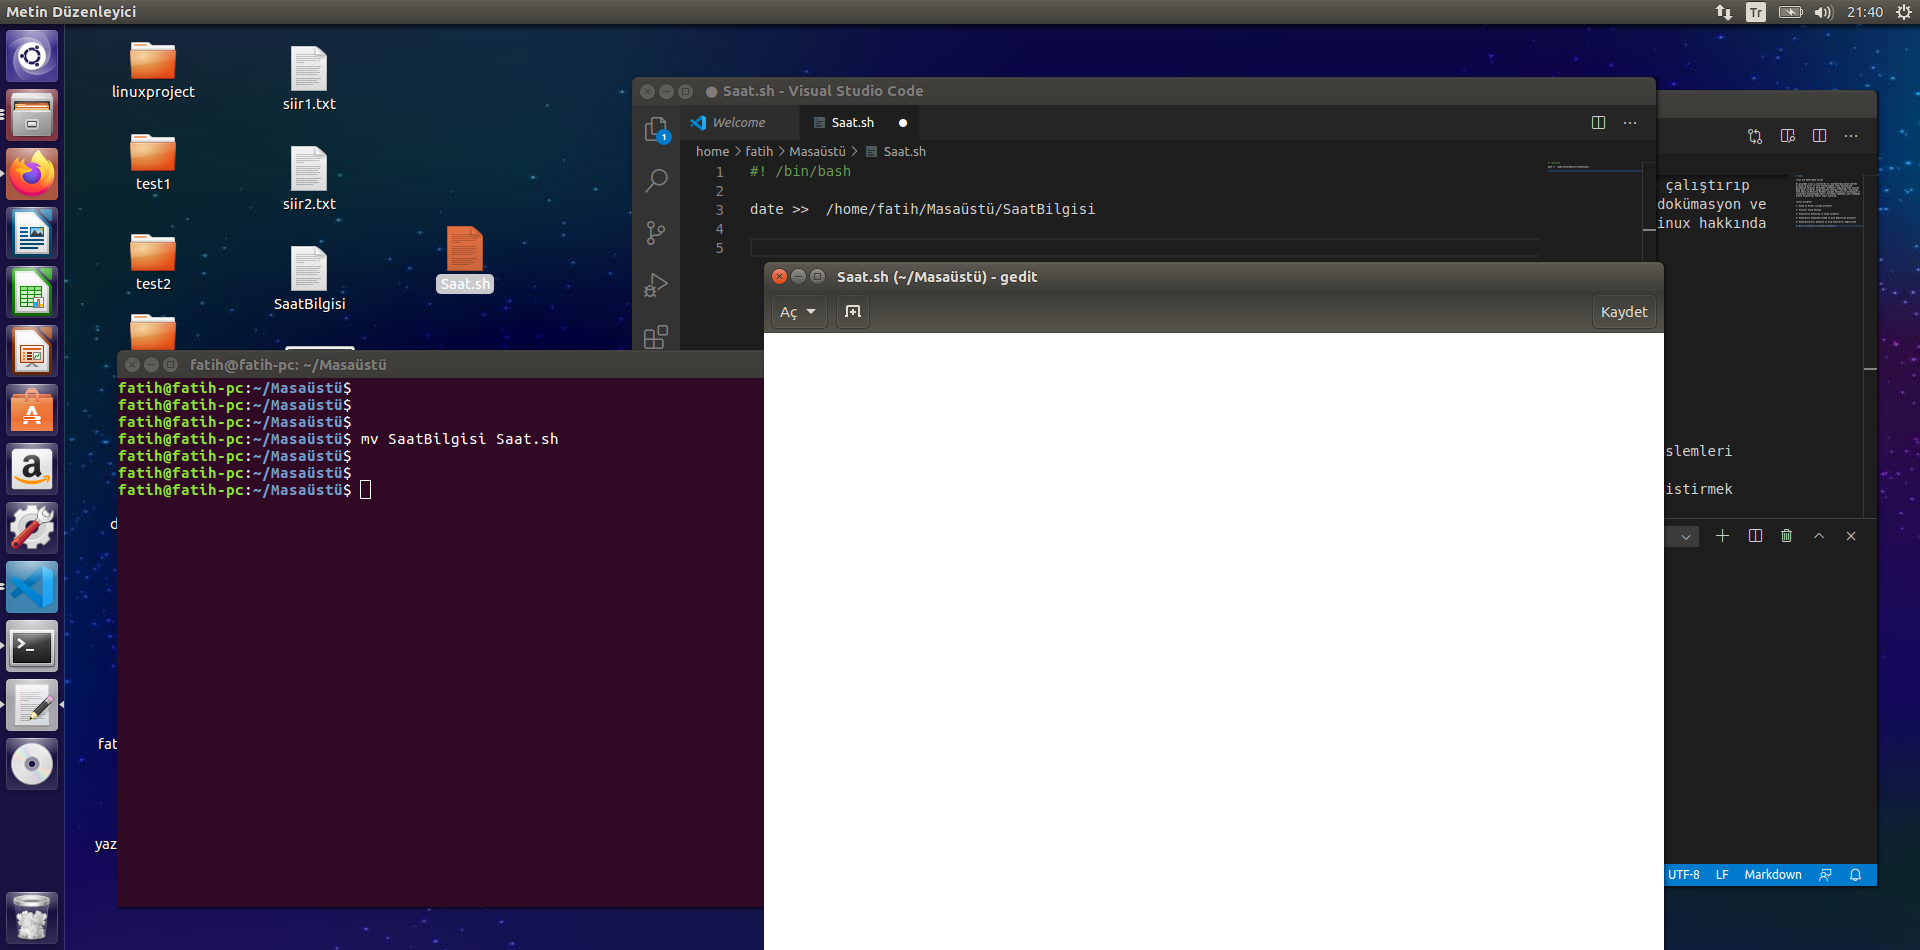 Metin Düzenleyici
Tr
21:40
linuxproject
siir1.txt
test1
siir2.txt
test2
SaatBilgisi
Saat.sh
Saat.sh - Visual Studio Code
1
Welcome
Saat.sh
home > fatih > Masaüstü > Saat.sh
1 #! /bin/bash
2
3 date >>  /home/fatih/Masaüstü/SaatBilgisi
4
5
çalıştırıp
dokümasyon ve
inux hakkında
slemleri
istirmek
UTF-8 LF Markdown
Saat.sh (~/Masaüstü) - gedit
Aç
Kaydet
fatih@fatih-pc: ~/Masaüstü
fatih@fatih-pc:~/Masaüstü$
fatih@fatih-pc:~/Masaüstü$
fatih@fatih-pc:~/Masaüstü$
fatih@fatih-pc:~/Masaüstü$ mv SaatBilgisi Saat.sh
fatih@fatih-pc:~/Masaüstü$
fatih@fatih-pc:~/Masaüstü$
fatih@fatih-pc:~/Masaüstü$
d
fat
yaz